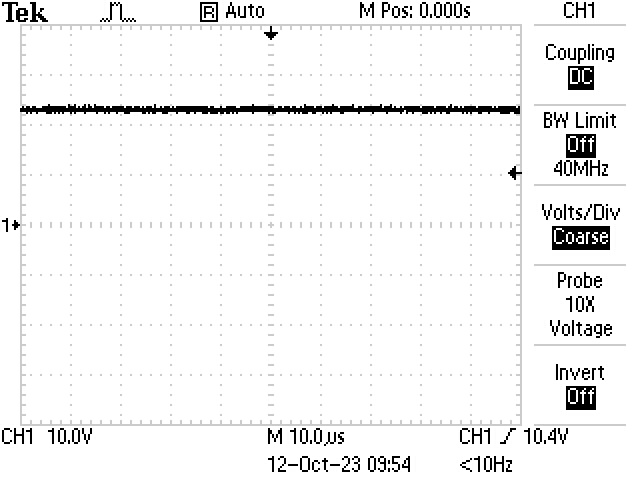 Tek R Auto M Pos: 0.000s CH1
Coupling
DC
BW Limit
Off
40MHz
1
Volts/Div
Coarse
Probe
10X
Voltage
Invert
Off
CH1 10.0V M 10.0µs CH1 10.4V
12-Oct-23 09:54 <10Hz